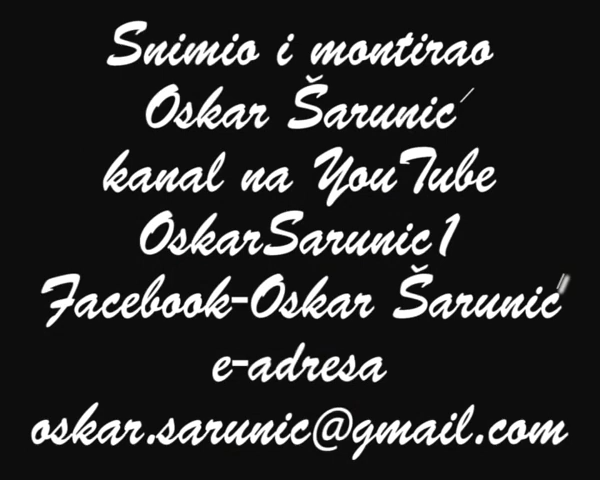 Snimio i montirao
Oskar Šarunić
kanal na YouTube
OskarSarunic1
Facebook-Oskar Šarunić
e-adresa
oskar.sarunic@gmail.com